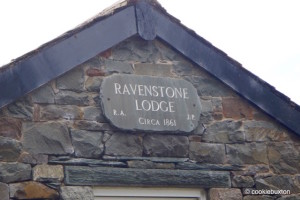 RAVENSTONE
LODGE
R.A. J.P.
CIRCA 1861
© cookiebuxton